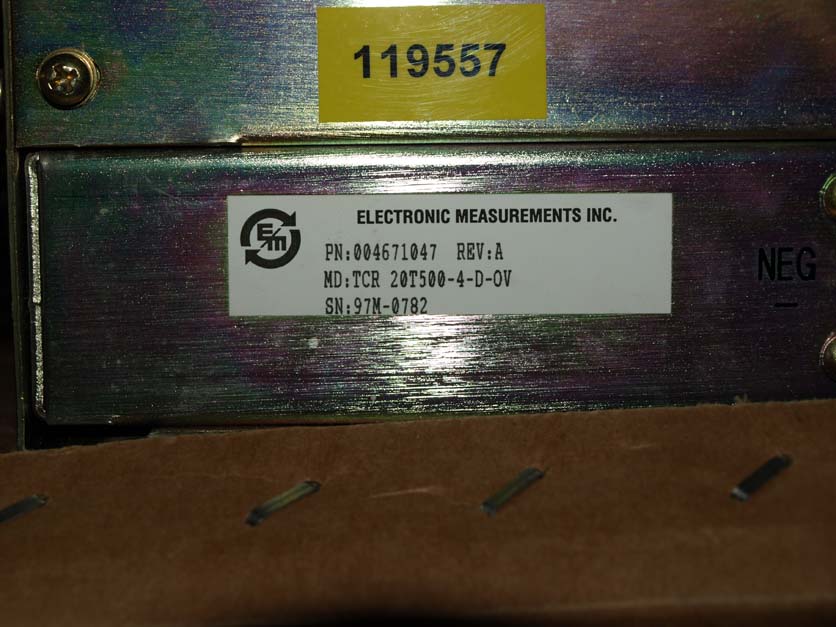 119557
ELECTRONIC MEASUREMENTS INC.
E/M
PN:004671047 REV:A
MD:TCR 20T500-4-D-OV
SN:97M-0782
NEG
–